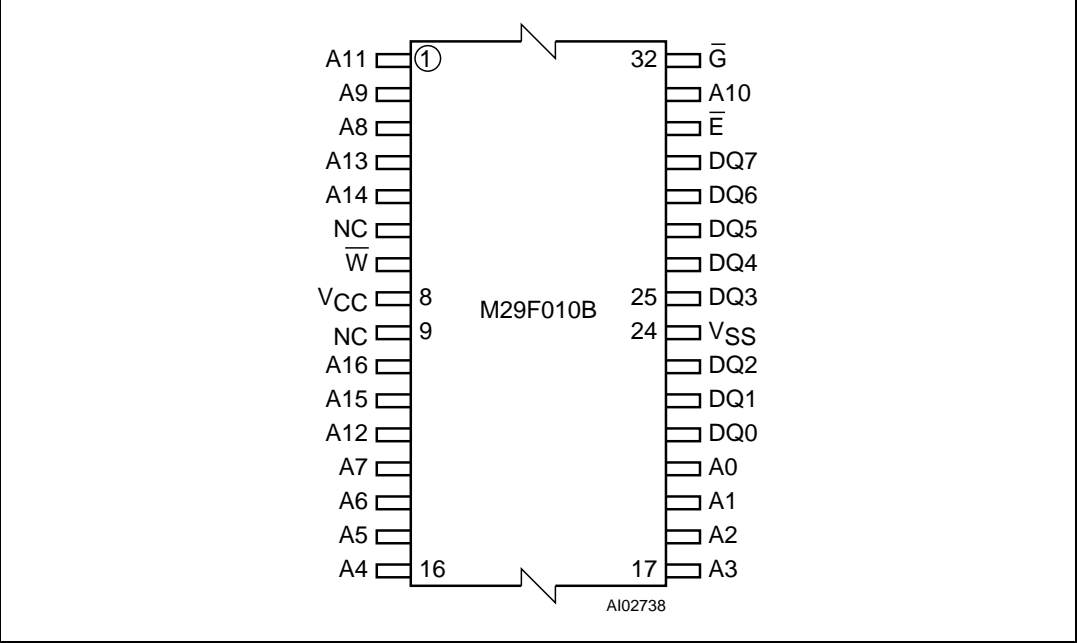 A11 1 32 G̅
A9 A10
A8 E̅
A13 DQ7
A14 DQ6
NC DQ5
W̅ DQ4
VCC 8 25 DQ3
M29F010B
NC 9 24 VSS
A16 DQ2
A15 DQ1
A12 DQ0
A7 A0
A6 A1
A5 A2
A4 16 17 A3
AI02738